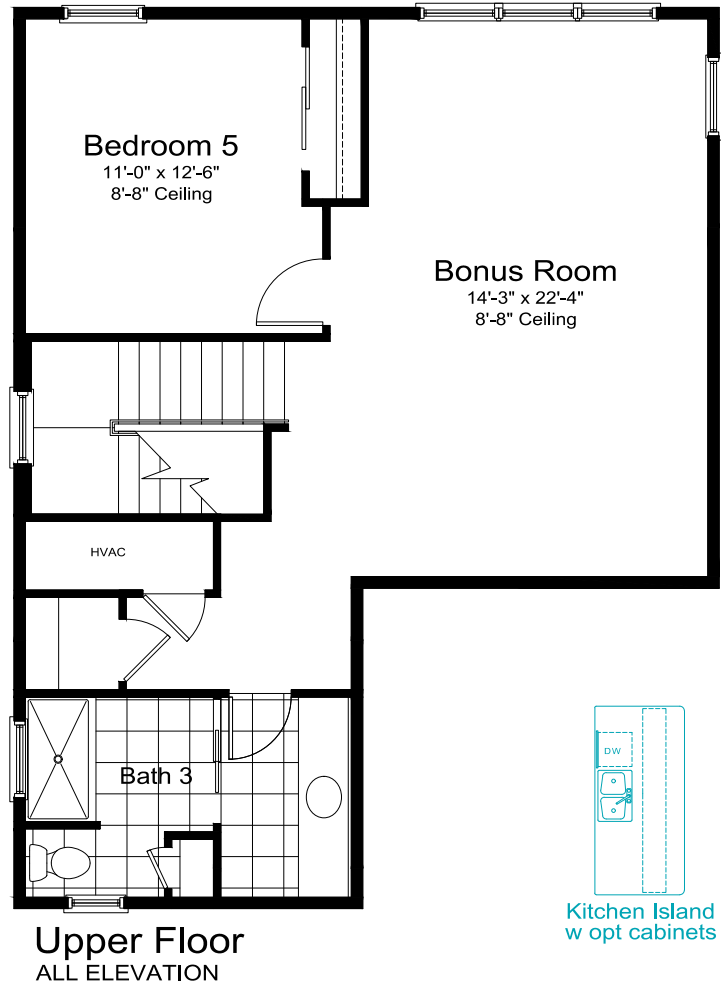 Bedroom 5
11'-0" x 12'-6"
8'-8" Ceiling
Bonus Room
14'-3" x 22'-4"
8'-8" Ceiling
HVAC
Bath 3
DW
Kitchen Island
w opt cabinets
Upper Floor
ALL ELEVATION